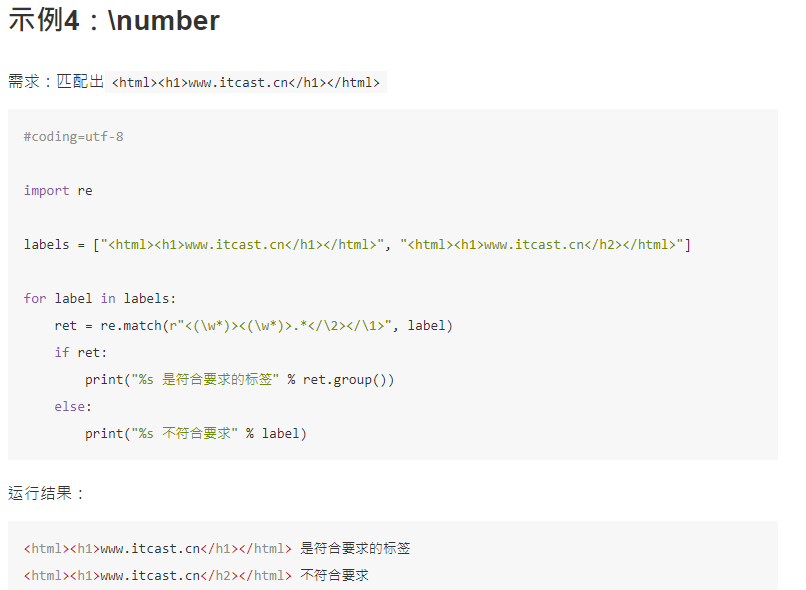 示例4：\number
需求：匹配出 <html><h1>www.itcast.cn</h1></html>
#coding=utf-8
import re
labels = ["<html><h1>www.itcast.cn</h1></html>", "<html><h1>www.itcast.cn</h2></html>"]
for label in labels:
    ret = re.match(r"<(\w*)><(\w*)>.*</\2></\1>", label)
    if ret:
        print("%s 是符合要求的标签" % ret.group())
    else:
        print("%s 不符合要求" % label)
运行结果：
<html><h1>www.itcast.cn</h1></html> 是符合要求的标签
<html><h1>www.itcast.cn</h2></html> 不符合要求